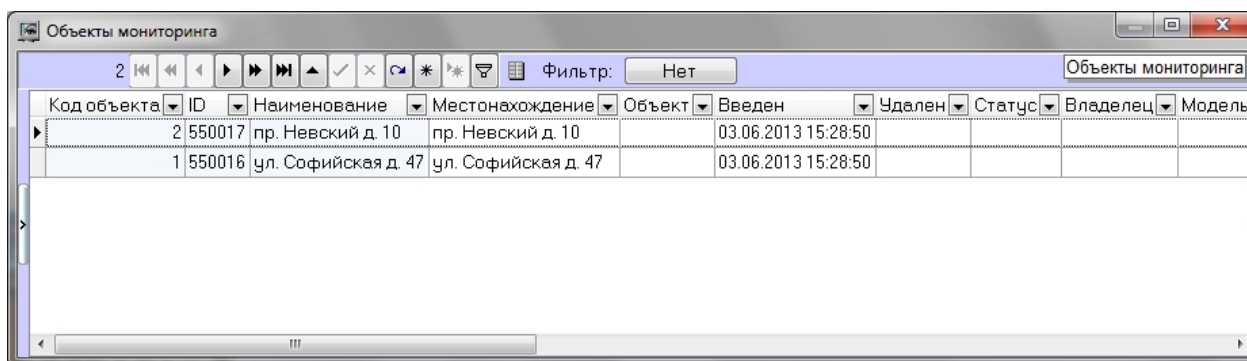 Объекты мониторинга
2 Фильтр: Нет Объекты мониторинга
Код объекта ID Наименование Местонахождение Объект Введен Удален Статус Владелец Модель
2 550017 пр. Невский д. 10 пр. Невский д. 10 03.06.2013 15:28:50
1 550016 ул. Софийская д. 47 ул. Софийская д. 47 03.06.2013 15:28:50